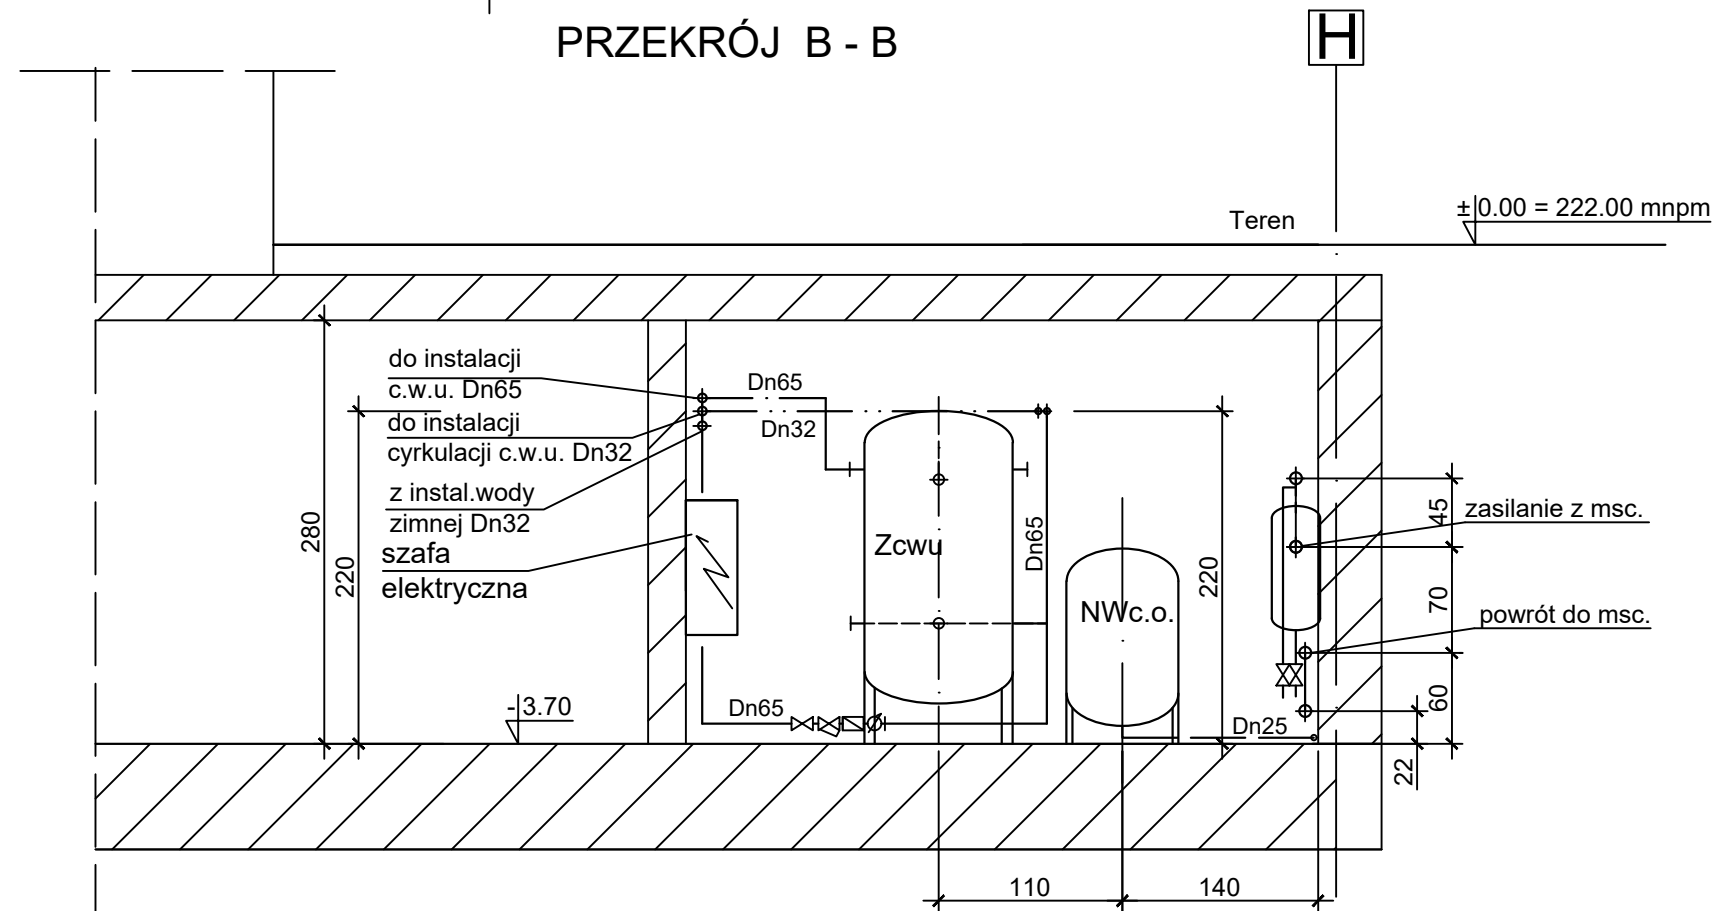 PRZEKRÓJ B - B
H
Teren
±0.00 = 222.00 mnpm
do instalacji
c.w.u. Dn65
do instalacji
cyrkulacji c.w.u. Dn32
z instal.wody
zimnej Dn32
szafa
elektryczna
280
220
Dn65
Dn32
Zcwu
Dn65
NWc.o.
220
45
zasilanie z msc.
70
powrót do msc.
60
22
-3.70
Dn65
Dn25
110
140